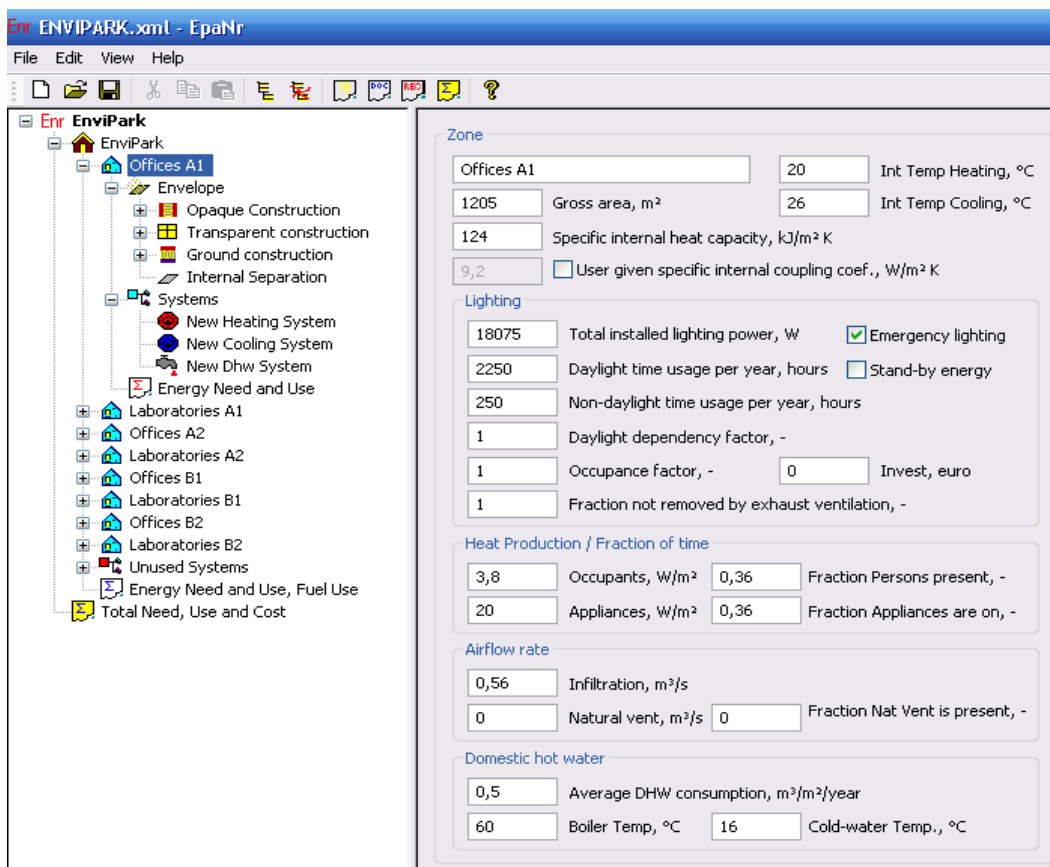 Enr ENVIPARK.xml - EpaNr
File Edit View Help
DOC REC Σ ?
Enr EnviPark
EnviPark
Offices A1
Envelope
Opaque Construction
Transparent construction
Ground construction
Internal Separation
Systems
New Heating System
New Cooling System
New Dhw System
Σ Energy Need and Use
Laboratories A1
Offices A2
Laboratories A2
Offices B1
Laboratories B1
Offices B2
Laboratories B2
Unused Systems
Σ Energy Need and Use, Fuel Use
Σ Total Need, Use and Cost
Zone
Offices A1 20 Int Temp Heating, °C
1205 Gross area, m² 26 Int Temp Cooling, °C
124 Specific internal heat capacity, kJ/m² K
9,2 User given specific internal coupling coef., W/m² K
Lighting
18075 Total installed lighting power, W Emergency lighting
2250 Daylight time usage per year, hours Stand-by energy
250 Non-daylight time usage per year, hours
1 Daylight dependency factor, -
1 Occupance factor, - 0 Invest, euro
1 Fraction not removed by exhaust ventilation, -
Heat Production / Fraction of time
3,8 Occupants, W/m² 0,36 Fraction Persons present, -
20 Appliances, W/m² 0,36 Fraction Appliances are on, -
Airflow rate
0,56 Infiltration, m³/s
0 Natural vent, m³/s 0 Fraction Nat Vent is present, -
Domestic hot water
0,5 Average DHW consumption, m³/m²/year
60 Boiler Temp, °C 16 Cold-water Temp., °C